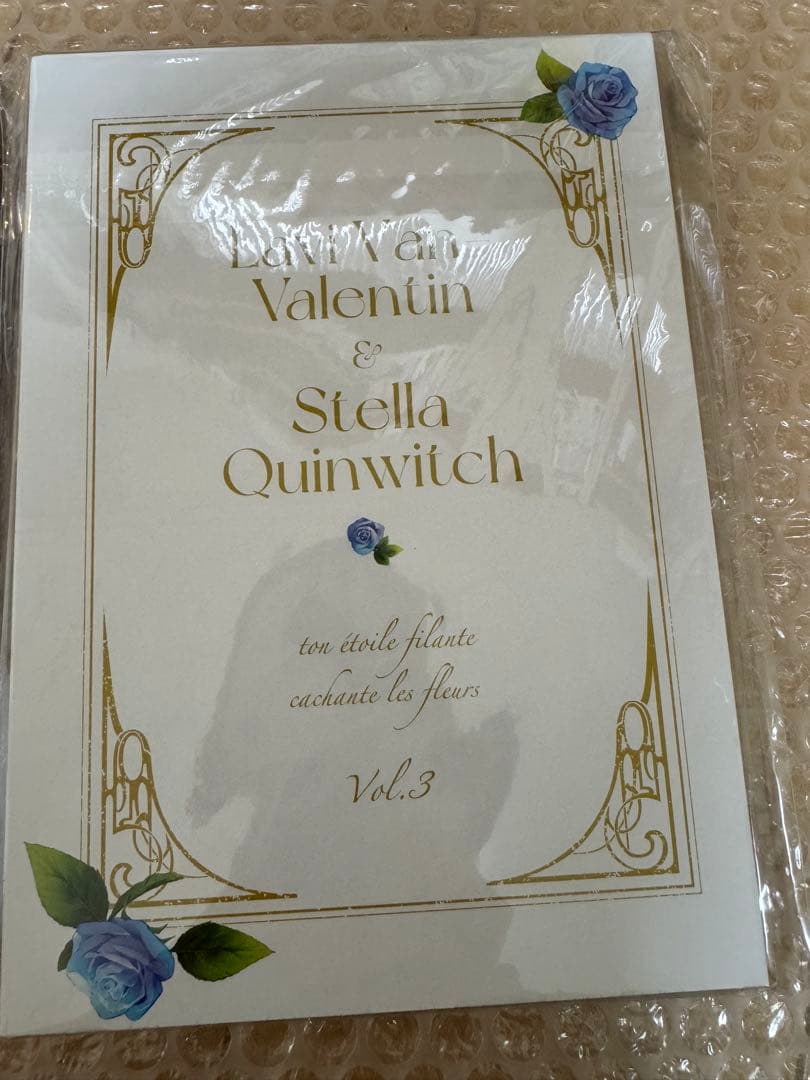 Lavi Van-
Valentin
&
Stella
Quinwitch
ton étoile filante
cachante les fleurs
Vol.3